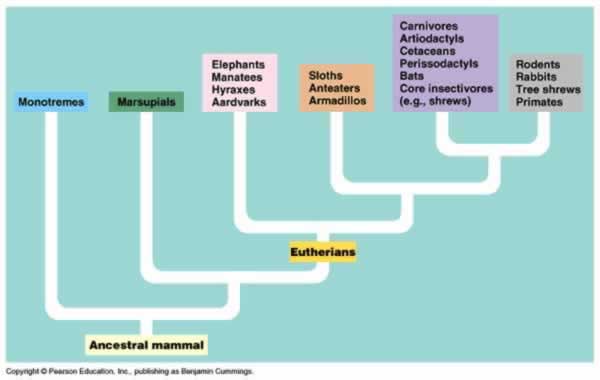 Monotremes
Marsupials
Elephants
Manatees
Hyraxes
Aardvarks
Sloths
Anteaters
Armadillos
Carnivores
Artiodactyls
Cetaceans
Perissodactyls
Bats
Core insectivores
(e.g., shrews)
Rodents
Rabbits
Tree shrews
Primates
Eutherians
Ancestral mammal
Copyright © Pearson Education, Inc., publishing as Benjamin Cummings.